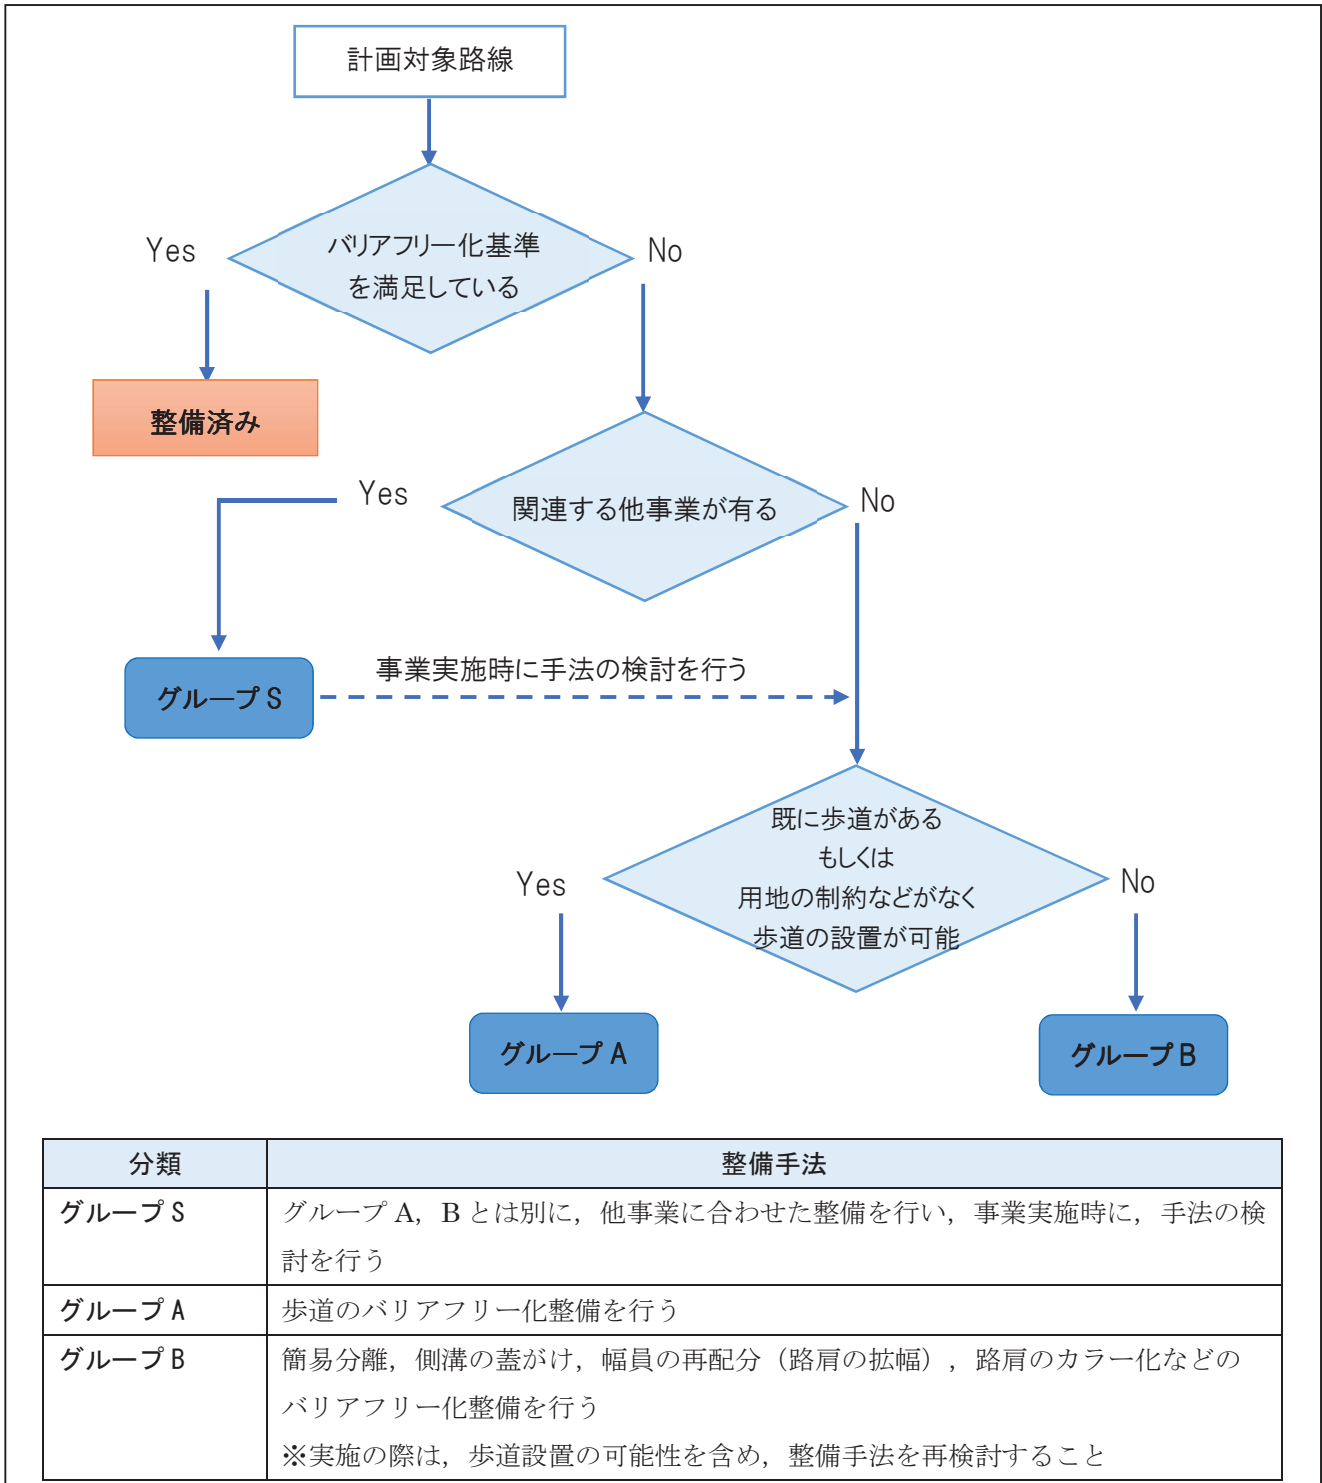 計画対象路線
Yes
バリアフリー化基準
を満足している
No
整備済み
Yes
関連する他事業が有る
No
グループ S
事業実施時に手法の検討を行う
既に歩道がある
もしくは
用地の制約などがなく
歩道の設置が可能
Yes
No
グループ A
グループ B
分類 整備手法
グループ S グループ A，B とは別に，他事業に合わせた整備を行い，事業実施時に，手法の検
討を行う
グループ A 歩道のバリアフリー化整備を行う
グループ B 簡易分離，側溝の蓋がけ，幅員の再配分（路肩の拡幅），路肩のカラー化などの
バリアフリー化整備を行う
※実施の際は，歩道設置の可能性を含め，整備手法を再検討すること